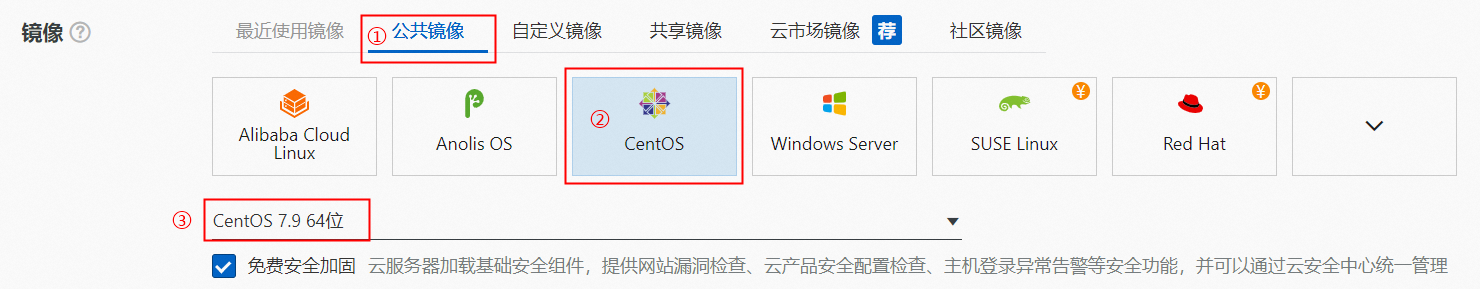 镜像 ?
最近使用镜像 ① 公共镜像 自定义镜像 共享镜像 云市场镜像 荐 社区镜像
Alibaba Cloud Linux
Anolis OS
② CentOS
Windows Server
¥ SUSE Linux
¥ Red Hat
③ CentOS 7.9 64位
免费安全加固 云服务器加载基础安全组件，提供网站漏洞检查、云产品安全配置检查、主机登录异常告警等安全功能，并可以通过云安全中心统一管理